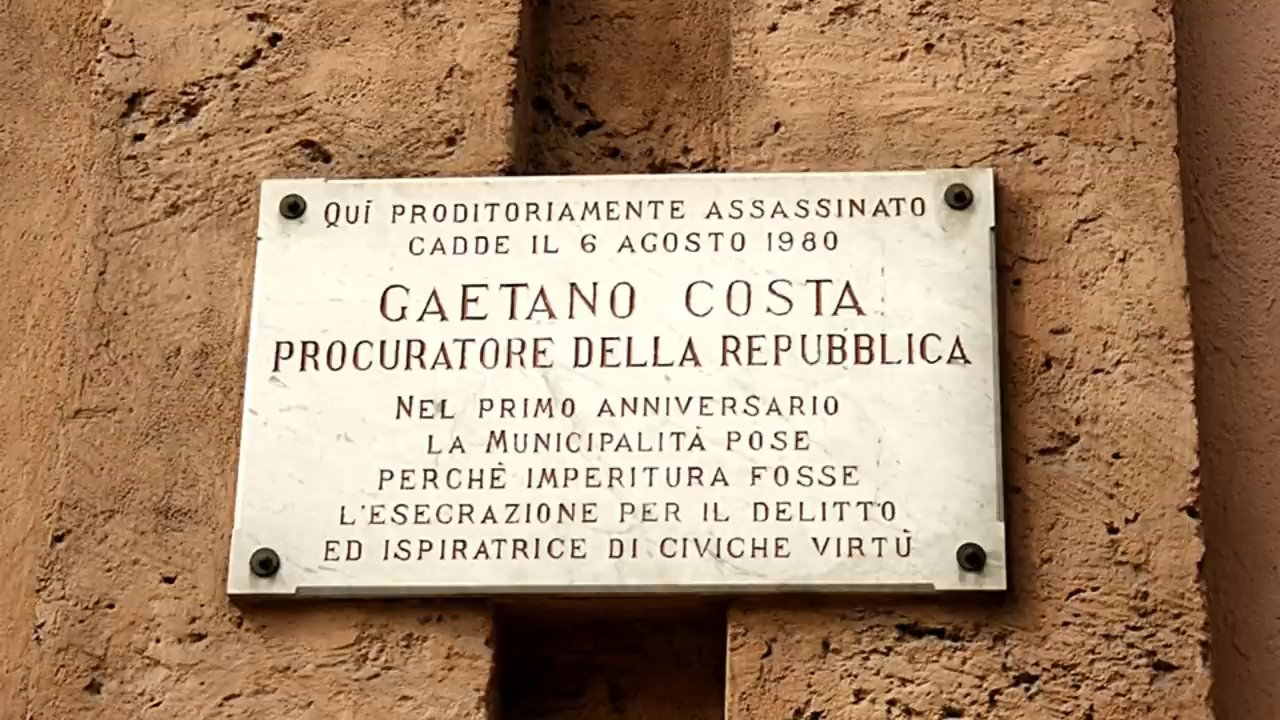 QUÍ PRODITORIAMENTE ASSASSINATO
CADDE IL 6 AGOSTO 1980
GAETANO COSTA
PROCURATORE DELLA REPUBBLICA
NEL PRIMO ANNIVERSARIO
LA MUNICIPALITÀ POSE
PERCHÈ IMPERITURA FOSSE
L'ESECRAZIONE PER IL DELITTO
ED ISPIRATRICE DI CIVICHE VIRTÙ